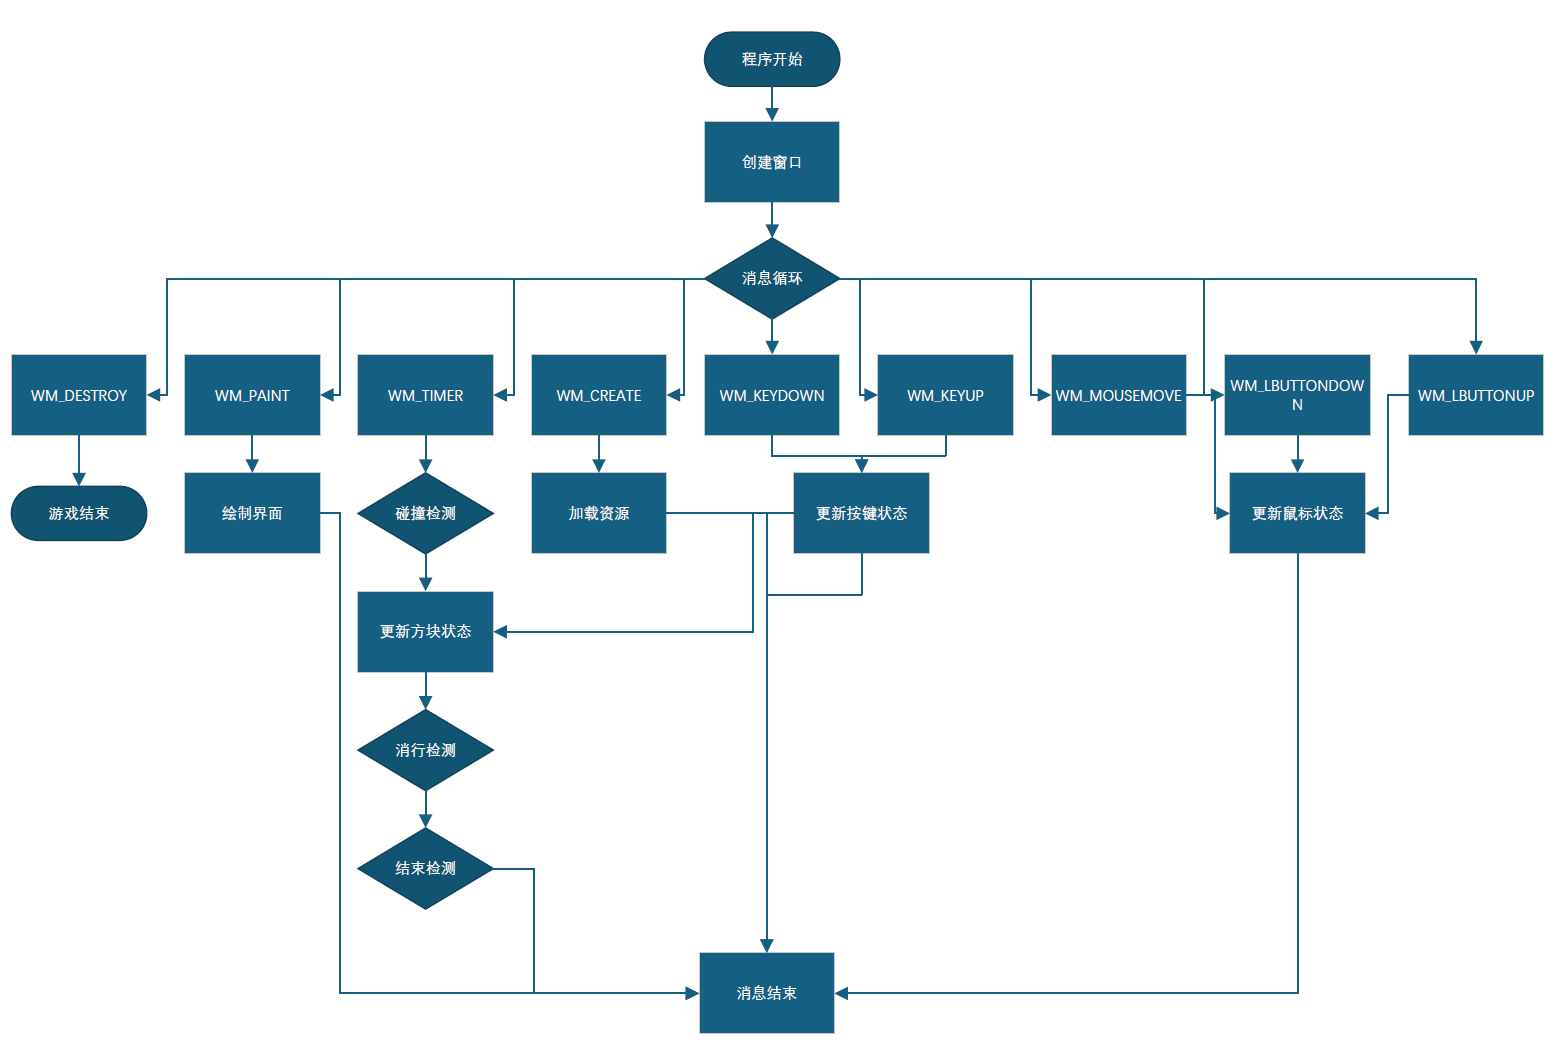 程序开始
创建窗口
消息循环
WM_DESTROY
WM_PAINT
WM_TIMER
WM_CREATE
WM_KEYDOWN
WM_KEYUP
WM_MOUSEMOVE
WM_LBUTTONDOW
N
WM_LBUTTONUP
游戏结束
绘制界面
碰撞检测
加载资源
更新按键状态
更新鼠标状态
更新方块状态
消行检测
结束检测
消息结束